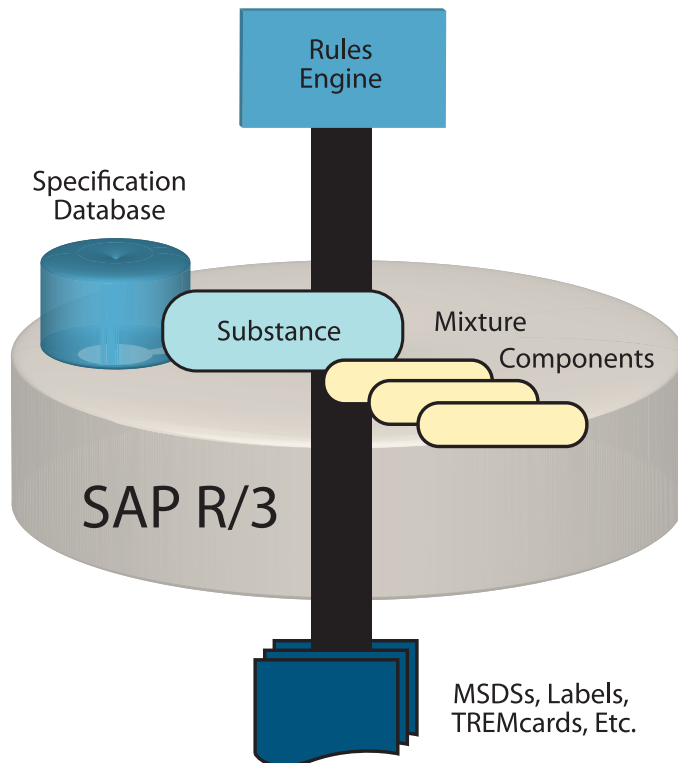 Rules
Engine
Specification
Database
Substance
Mixture
Components
SAP R/3
MSDSs, Labels,
TREMcards, Etc.